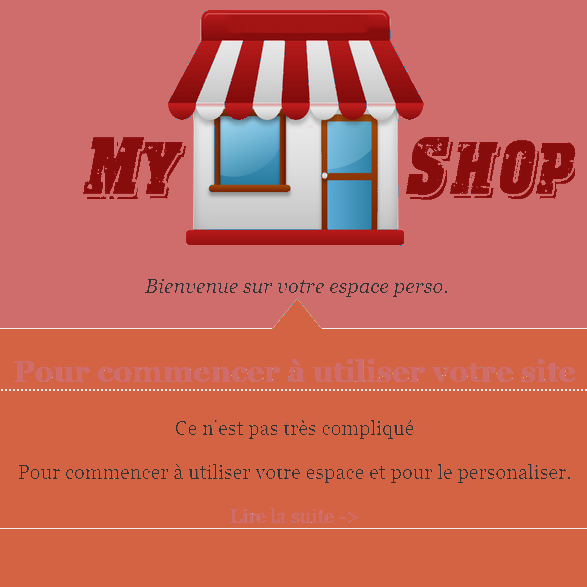 My Shop
Bienvenue sur votre espace perso.
Pour commencer à utiliser votre site
Ce n'est pas très compliqué
Pour commencer à utiliser votre espace et pour le personaliser.
Lire la suite ->